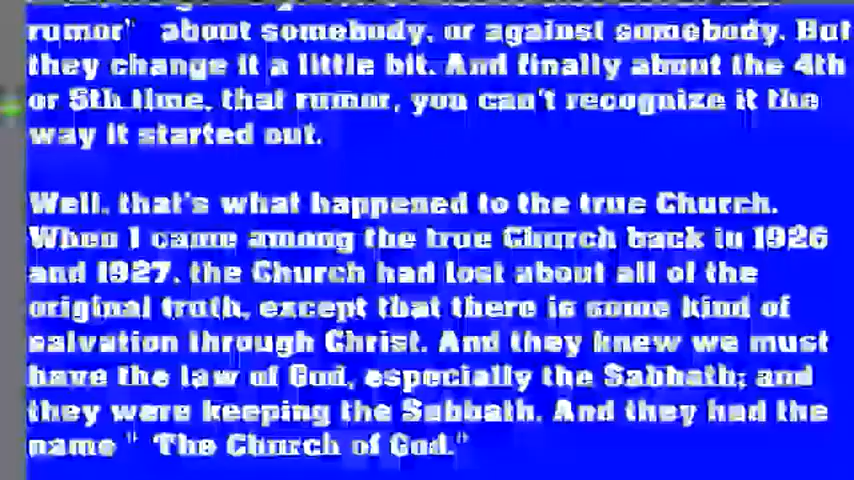 rumor" about somebody, or against somebody. But
they change it a little bit. And finally about the 4th
or 5th time, that rumor, you can't recognize it the
way it started out.
Well, that's what happened to the true Church.
When I came among the true Church back in 1926
and 1927, the Church had lost about all of the
original truth, except that there is some kind of
salvation through Christ. And they knew we must
have the law of God, especially the Sabbath; and
they were keeping the Sabbath. And they had the
name " The Church of God."